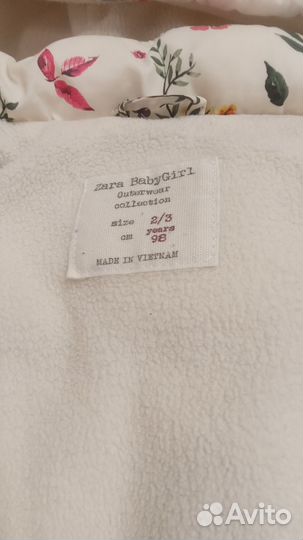 Zara BabyGirl
Outerwear
collection
size 2/3
years
cm 98
MADE IN VIETNAM
Avito